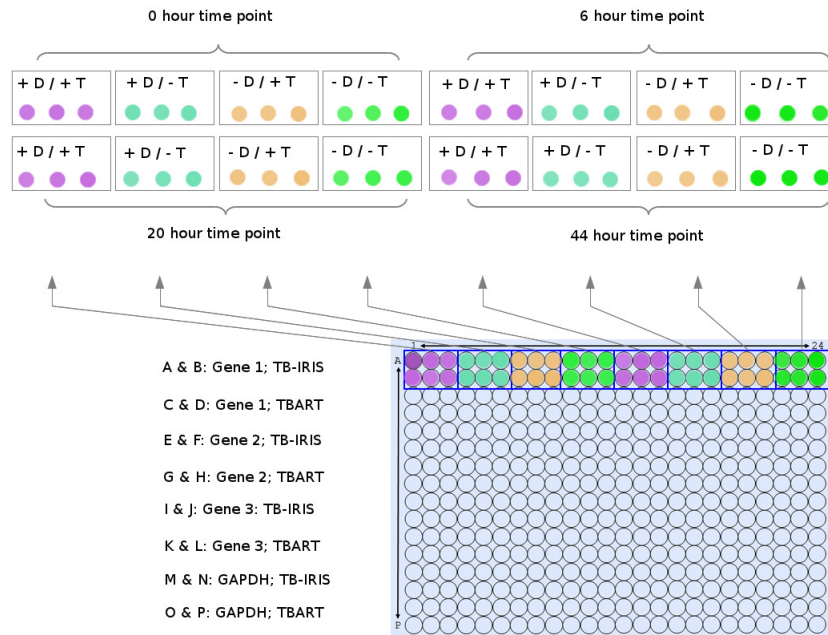 0 hour time point
6 hour time point
+ D / + T
+ D / - T
- D / + T
- D / - T
+ D / + T
+ D / - T
- D / + T
- D / - T
+ D / + T
+ D / - T
- D / + T
- D / - T
+ D / + T
+ D / - T
- D / + T
- D / - T
20 hour time point
44 hour time point
1
24
A
A & B: Gene 1; TB-IRIS
C & D: Gene 1; TBART
E & F: Gene 2; TB-IRIS
G & H: Gene 2; TBART
I & J: Gene 3: TB-IRIS
K & L: Gene 3; TBART
M & N: GAPDH; TB-IRIS
O & P: GAPDH; TBART
P